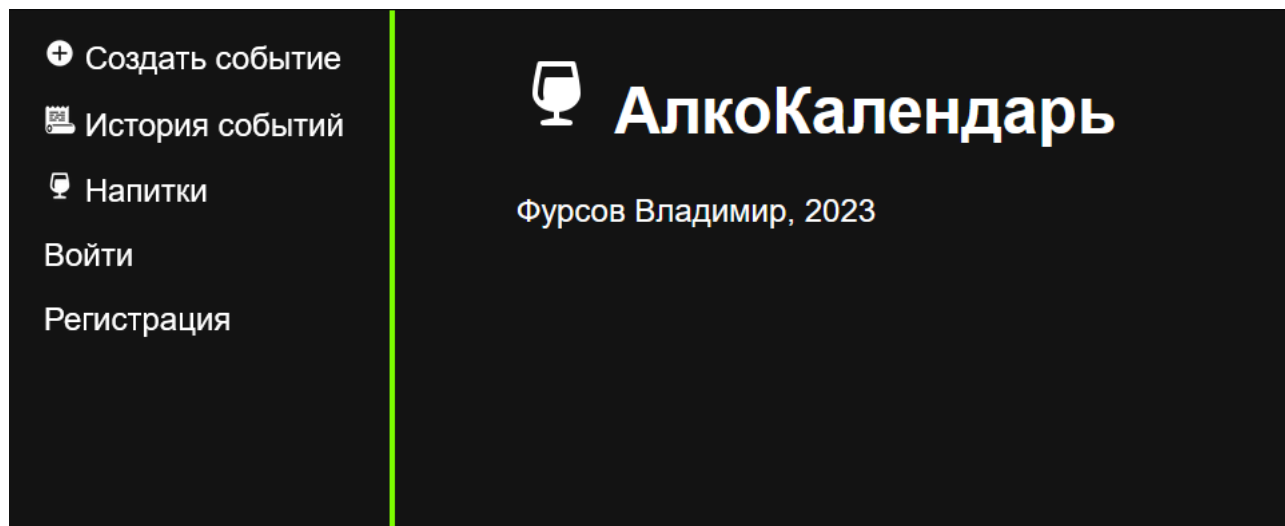 Создать событие
История событий
Напитки
Войти
Регистрация
АлкоКалендарь
Фурсов Владимир, 2023